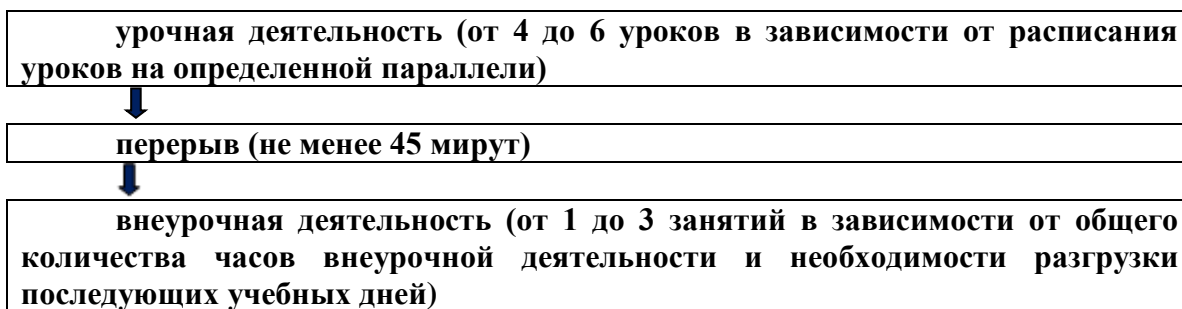 урочная деятельность (от 4 до 6 уроков в зависимости от расписания
уроков на определенной параллели)
перерыв (не менее 45 мирут)
внеурочная деятельность (от 1 до 3 занятий в зависимости от общего
количества часов внеурочной деятельности и необходимости разгрузки
последующих учебных дней)